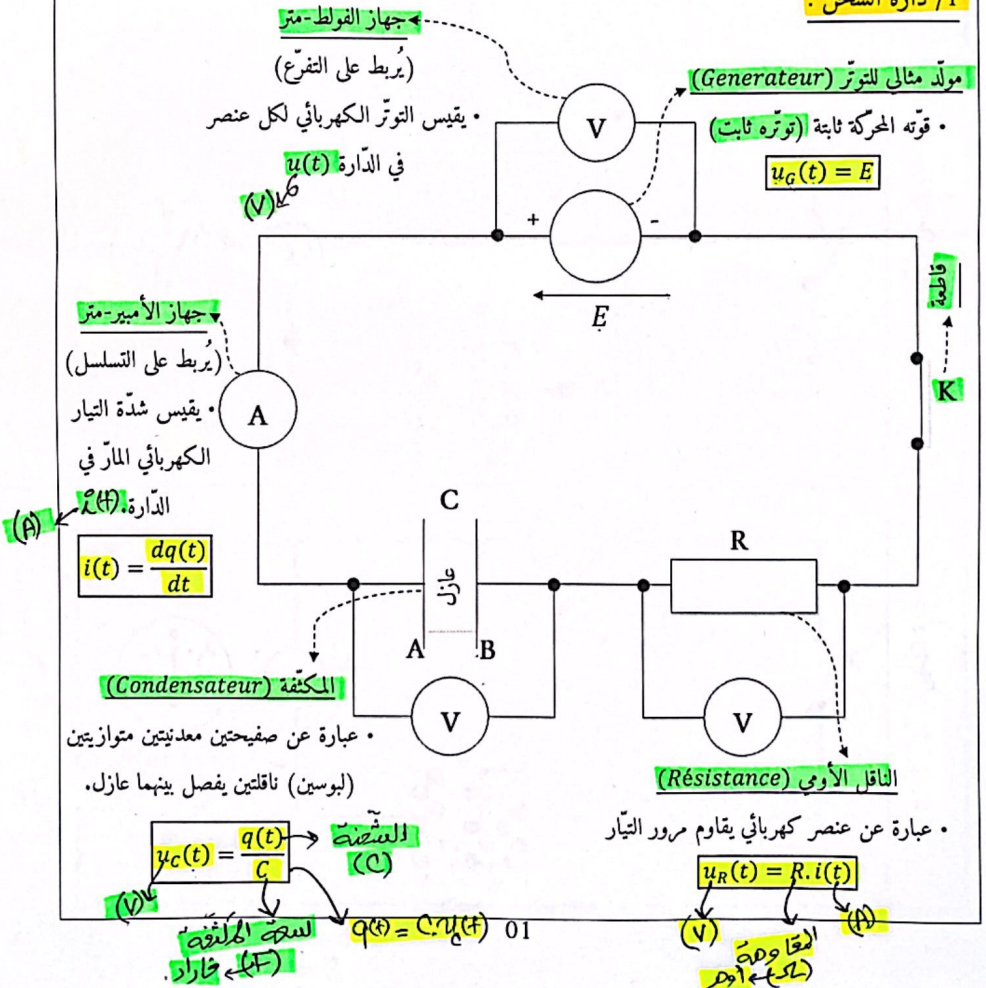 1/ دارة الشحن :
جهاز الفولط-متر
(يُربط على التفرّع)
• يقيس التوتّر الكهربائي لكل عنصر
في الدّارة u(t)
(V)
مولّد مثالي للتوتّر (Generateur)
• قوّته المحرّكة ثابتة (توتّره ثابت)
u_G(t) = E
V
+
-
E
قاطعة
K
جهاز الأمبير-متر
(يُربط على التسلسل)
• يقيس شدّة التيار
الكهربائي المارّ في
الدّارة. i(t)
(A)
i(t) = dq(t)/dt
A
C
عازل
A B
R
V
V
المكثّفة (Condensateur)
• عبارة عن صفيحتين معدنيتين متوازيتين
(لبوسين) ناقلتين يفصل بينهما عازل.
u_C(t) = q(t)/C
الشحنة
(C)
(V)
سعة المكثفة
(F) فاراد.
q(t) = C.u_C(t)
الناقل الأومي (Résistance)
• عبارة عن عنصر كهربائي يقاوم مرور التيّار
u_R(t) = R.i(t)
(V)
(A)
المقاومة
(Ω) أوم
01